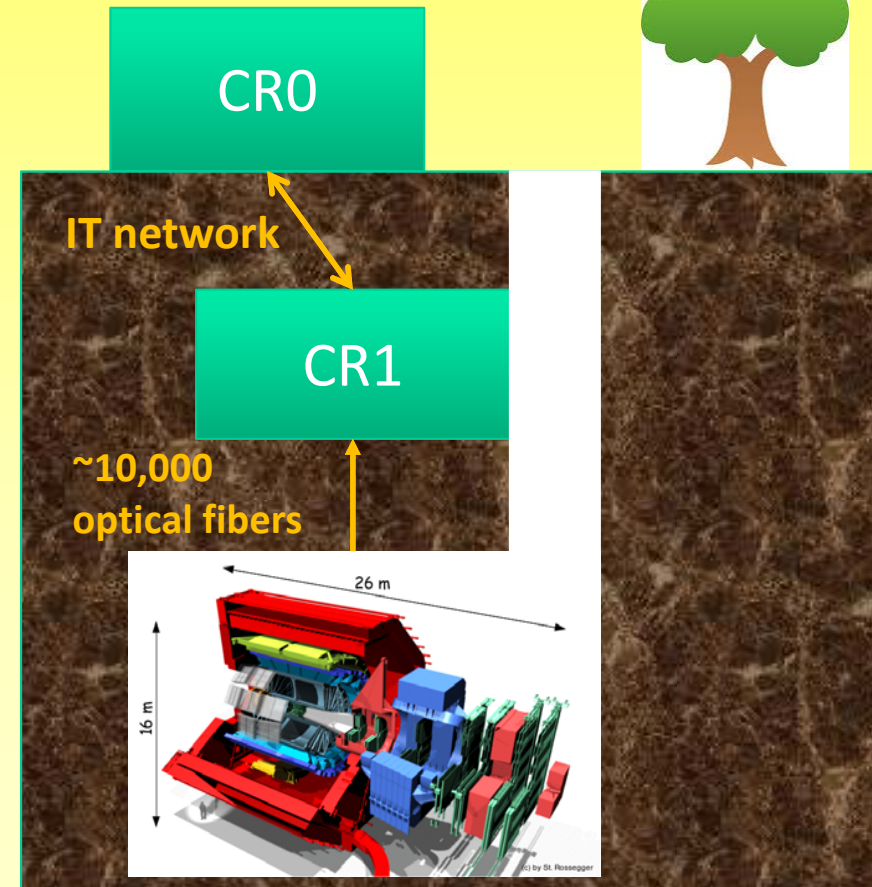 CR0
IT network
CR1
~10,000
optical fibers
26 m
16 m
(c) by St. Rossegger